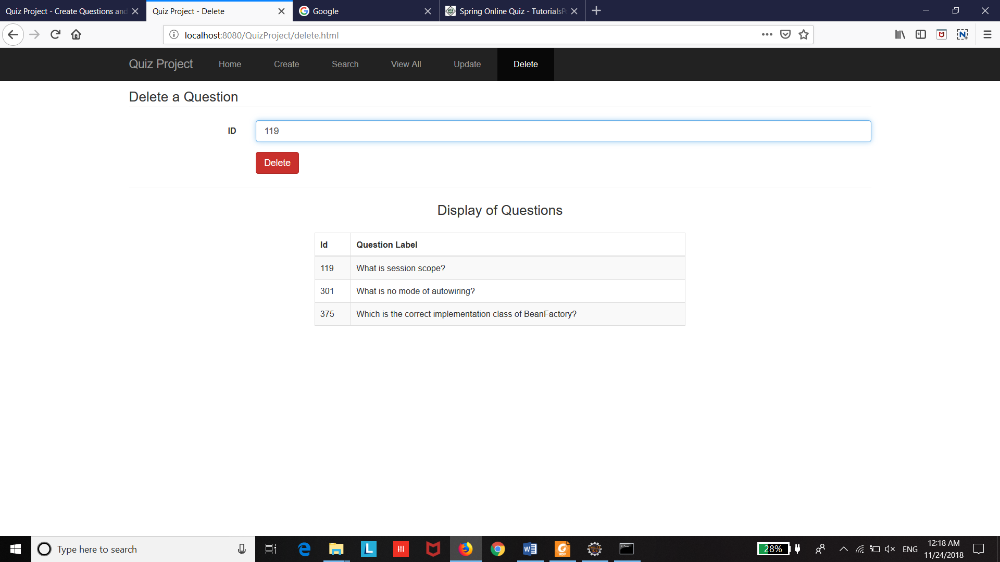 Quiz Project - Create Questions and
Quiz Project - Delete
Google
Spring Online Quiz - TutorialsP
localhost:8080/QuizProject/delete.html
Quiz Project
Home
Create
Search
View All
Update
Delete
Delete a Question
ID
119
Delete
Display of Questions
Id Question Label
119 What is session scope?
301 What is no mode of autowiring?
375 Which is the correct implementation class of BeanFactory?
Type here to search
28%
ENG
12:18 AM
11/24/2018